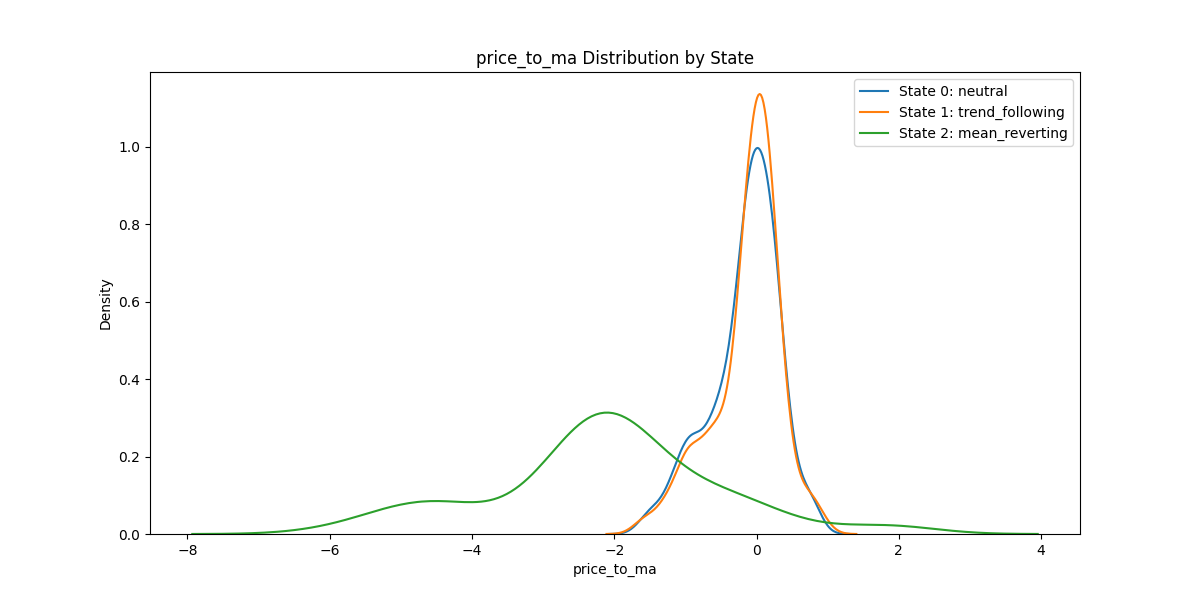 price_to_ma Distribution by State
State 0: neutral
State 1: trend_following
State 2: mean_reverting
1.0
0.8
0.6
0.4
0.2
0.0
Density
−8 −6 −4 −2 0 2 4
price_to_ma